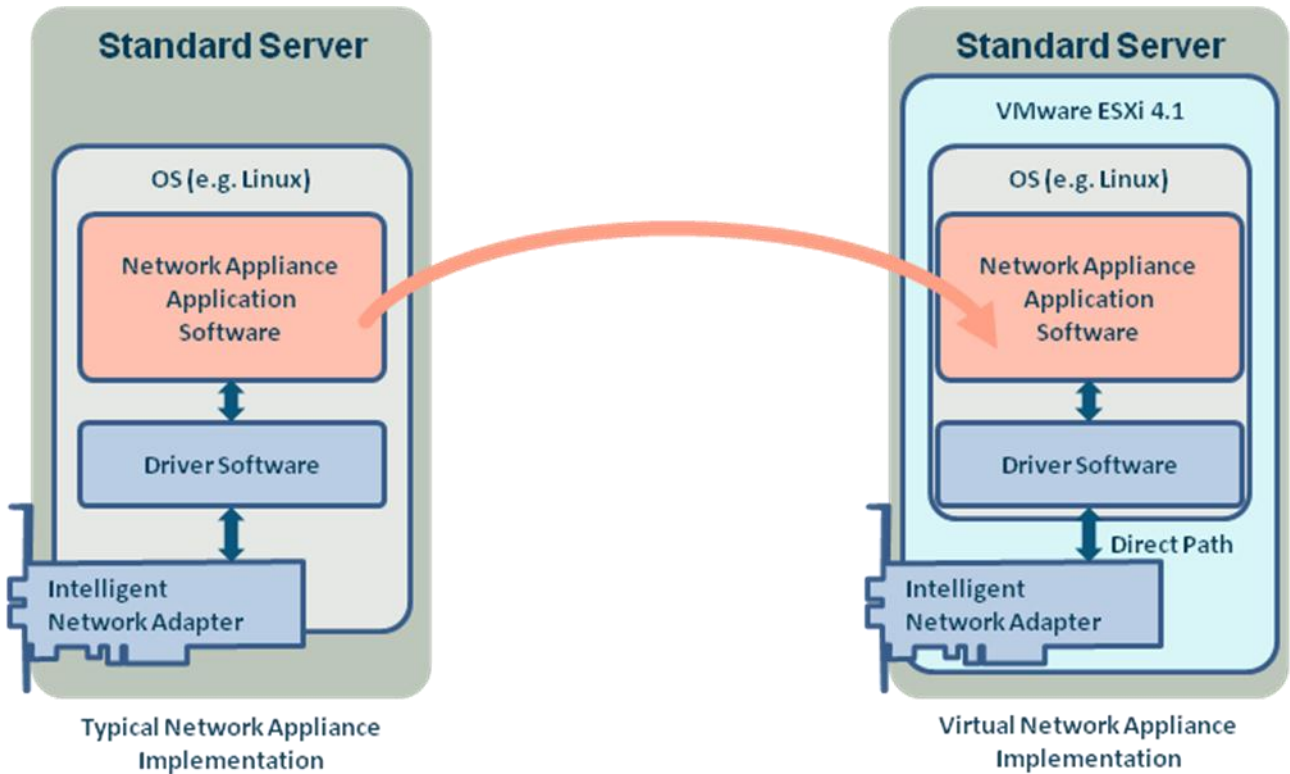 Standard Server
OS (e.g. Linux)
Network Appliance
Application
Software
Driver Software
Intelligent
Network Adapter
Typical Network Appliance
Implementation
Standard Server
VMware ESXi 4.1
OS (e.g. Linux)
Network Appliance
Application
Software
Driver Software
Direct Path
Intelligent
Network Adapter
Virtual Network Appliance
Implementation